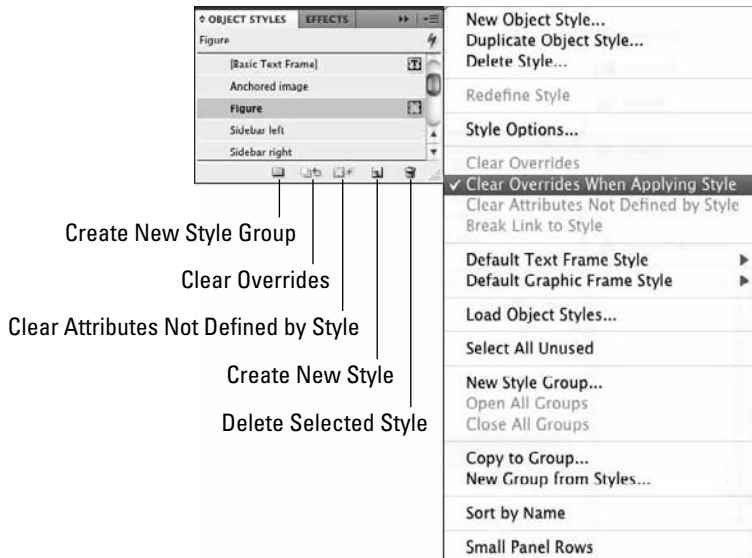 OBJECT STYLES
EFFECTS
Figure
[Basic Text Frame]
Anchored image
Figure
Sidebar left
Sidebar right
Create New Style Group
Clear Overrides
Clear Attributes Not Defined by Style
Create New Style
Delete Selected Style
New Object Style...
Duplicate Object Style...
Delete Style...
Redefine Style
Style Options...
Clear Overrides
✓ Clear Overrides When Applying Style
Clear Attributes Not Defined by Style
Break Link to Style
Default Text Frame Style
Default Graphic Frame Style
Load Object Styles...
Select All Unused
New Style Group...
Open All Groups
Close All Groups
Copy to Group...
New Group from Styles...
Sort by Name
Small Panel Rows